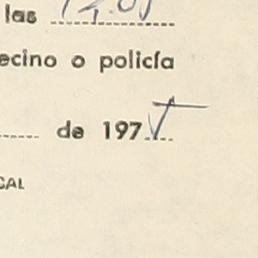 las
ecino o policía
de 197
CAL